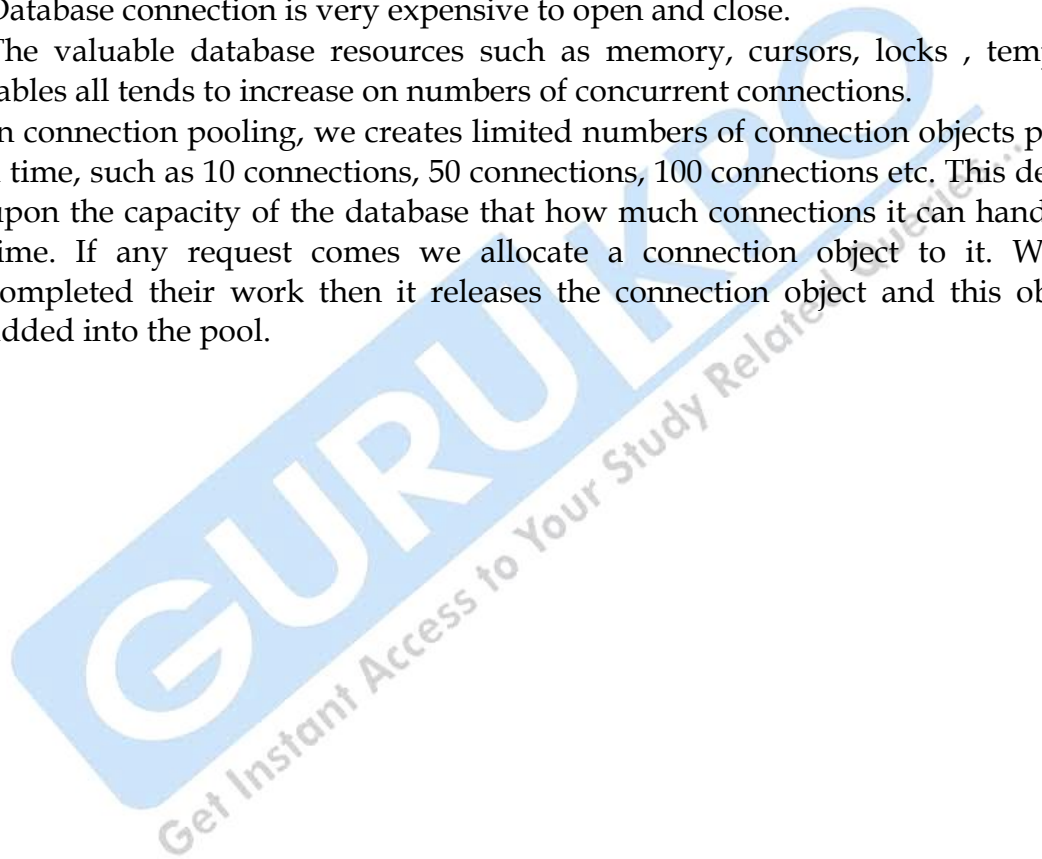 Database connection is very expensive to open and close.
The valuable database resources such as memory, cursors, locks , tem
ables all tends to increase on numbers of concurrent connections.
n connection pooling, we creates limited numbers of connection objects p
time, such as 10 connections, 50 connections, 100 connections etc. This de
upon the capacity of the database that how much connections it can hand
ime. If any request comes we allocate a connection object to it. W
ompleted their work then it releases the connection object and this ob
dded into the pool.
GURUKPO
Get Instant Access to Your Study Related Queries...